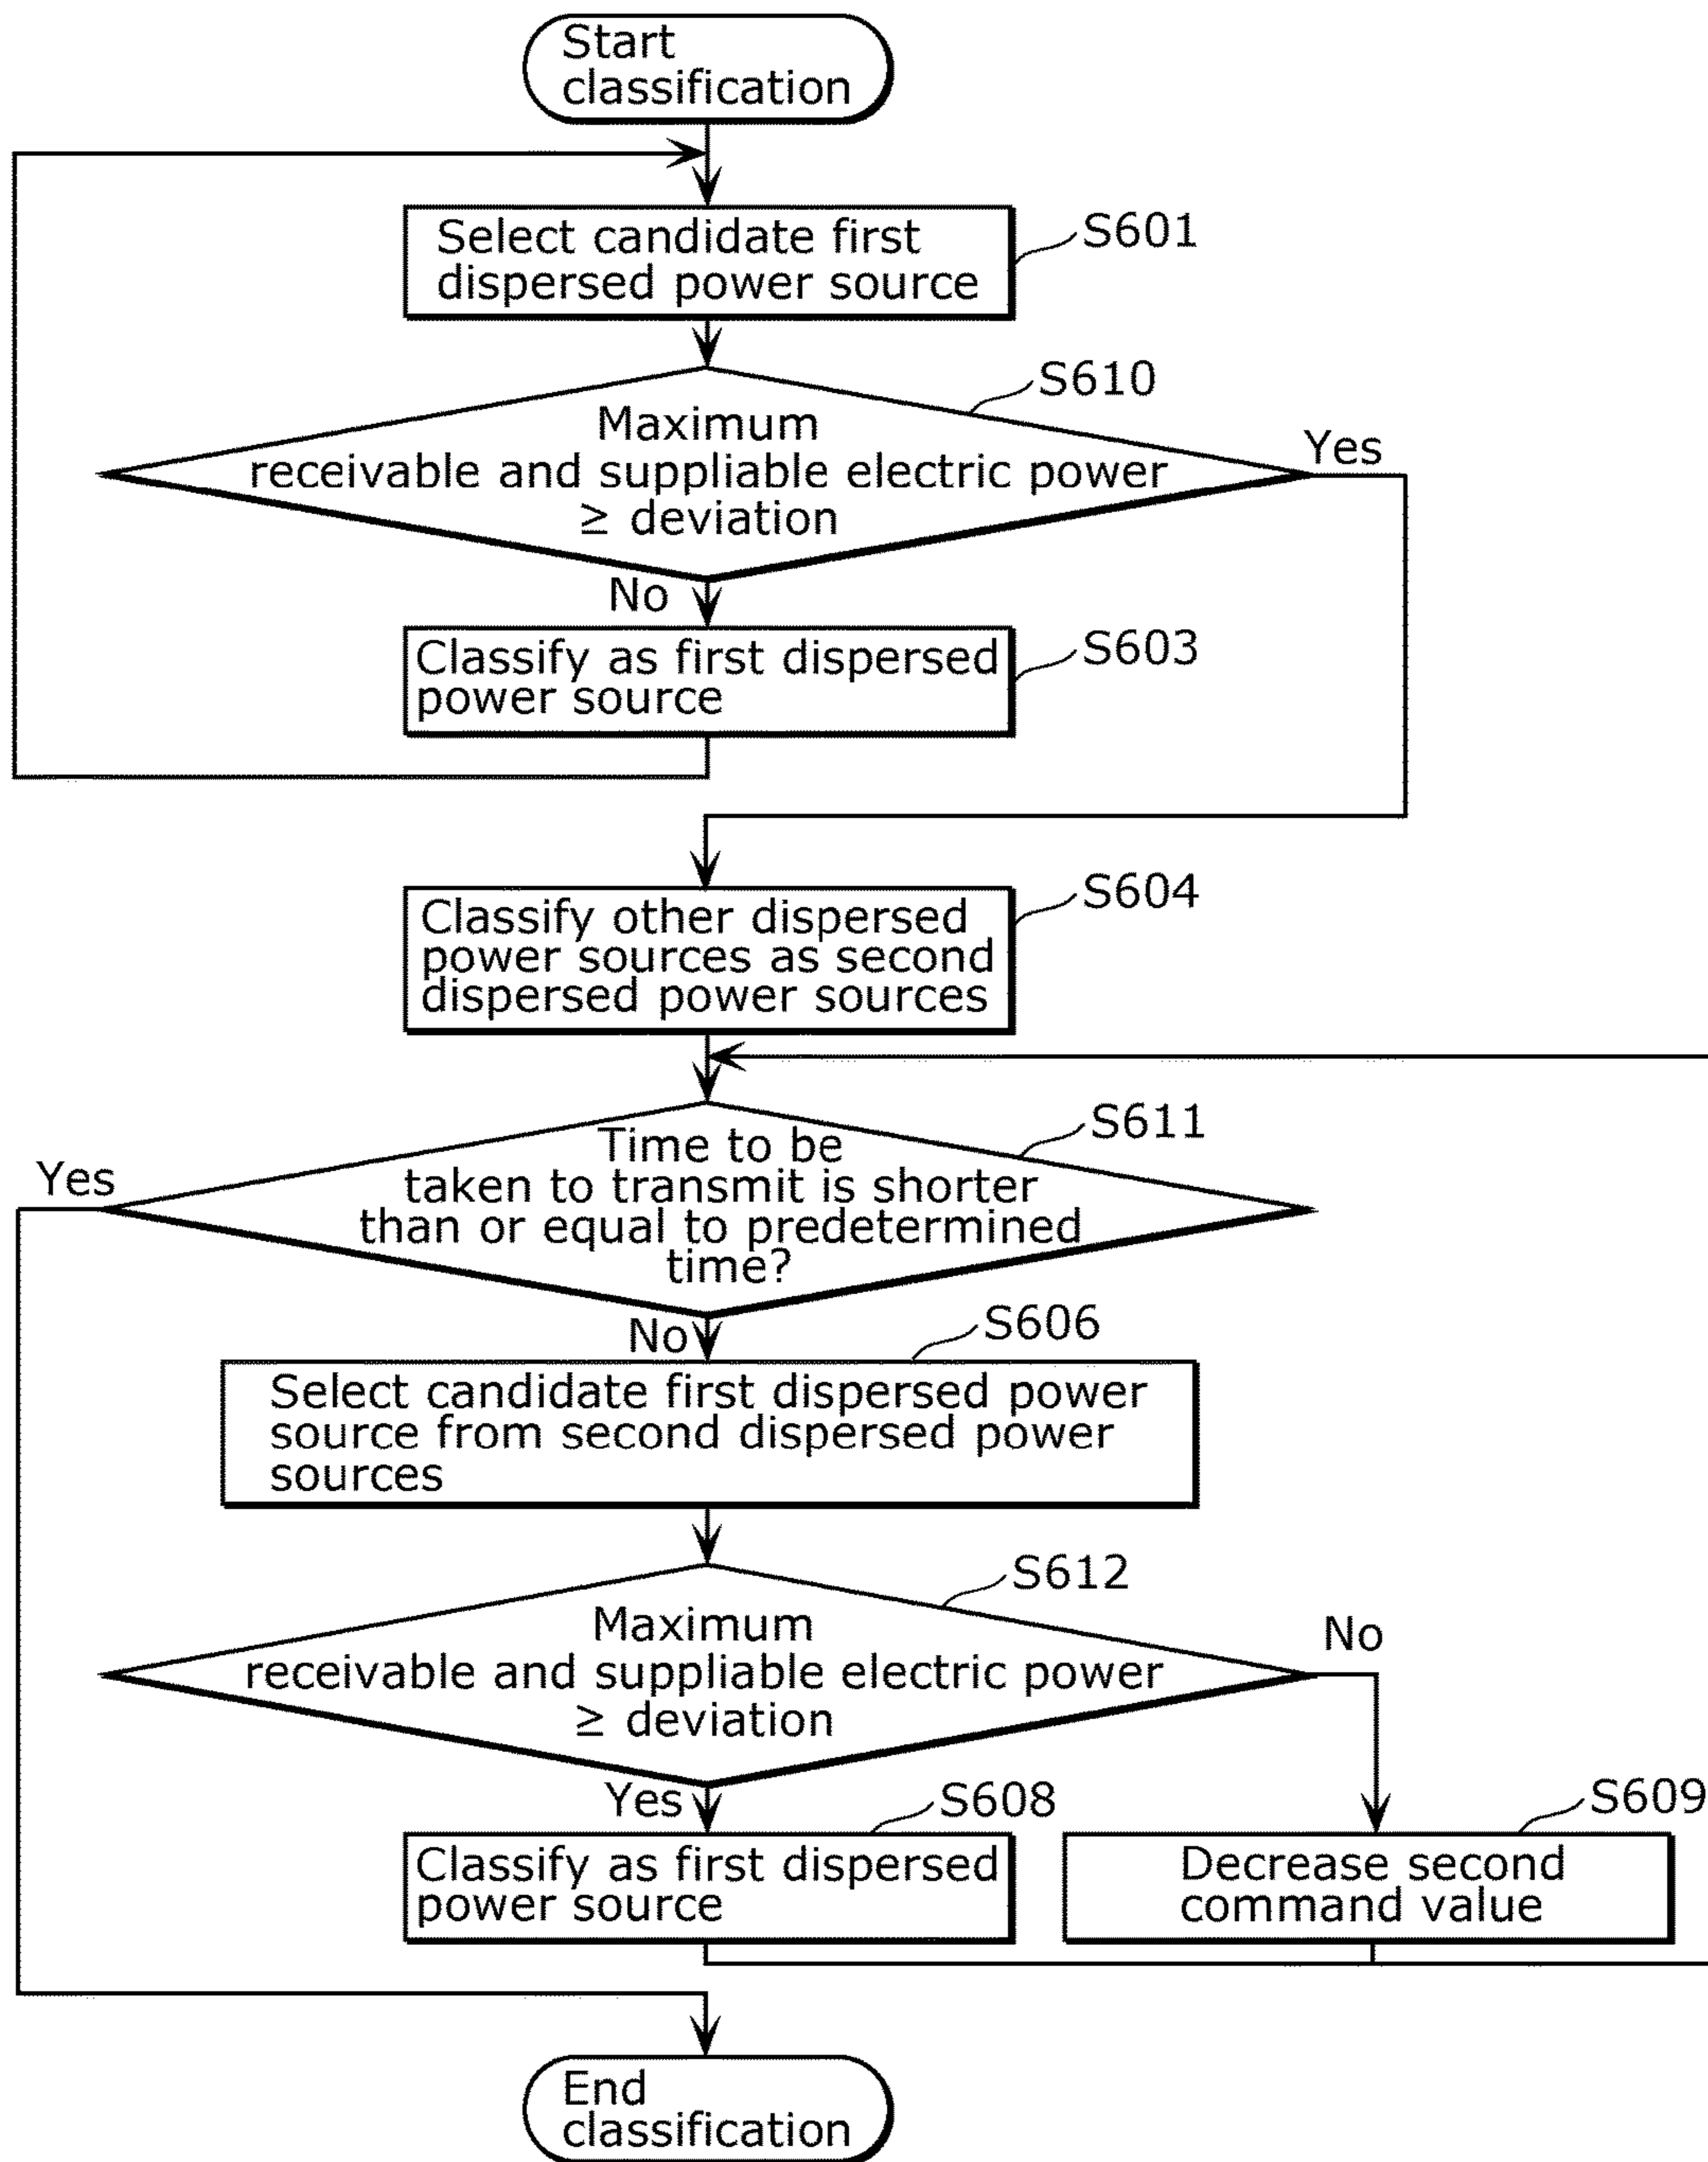 Start
classification
Select candidate first
dispersed power source
S601
S610
Maximum
receivable and suppliable electric power
≥ deviation
Yes
No
Classify as first dispersed
power source
S603
Classify other dispersed
power sources as second
dispersed power sources
S604
S611
Time to be
taken to transmit is shorter
than or equal to predetermined
time?
Yes
No
S606
Select candidate first dispersed power
source from second dispersed power
sources
S612
Maximum
receivable and suppliable electric power
≥ deviation
No
Yes
S608
Classify as first dispersed
power source
S609
Decrease second
command value
End
classification